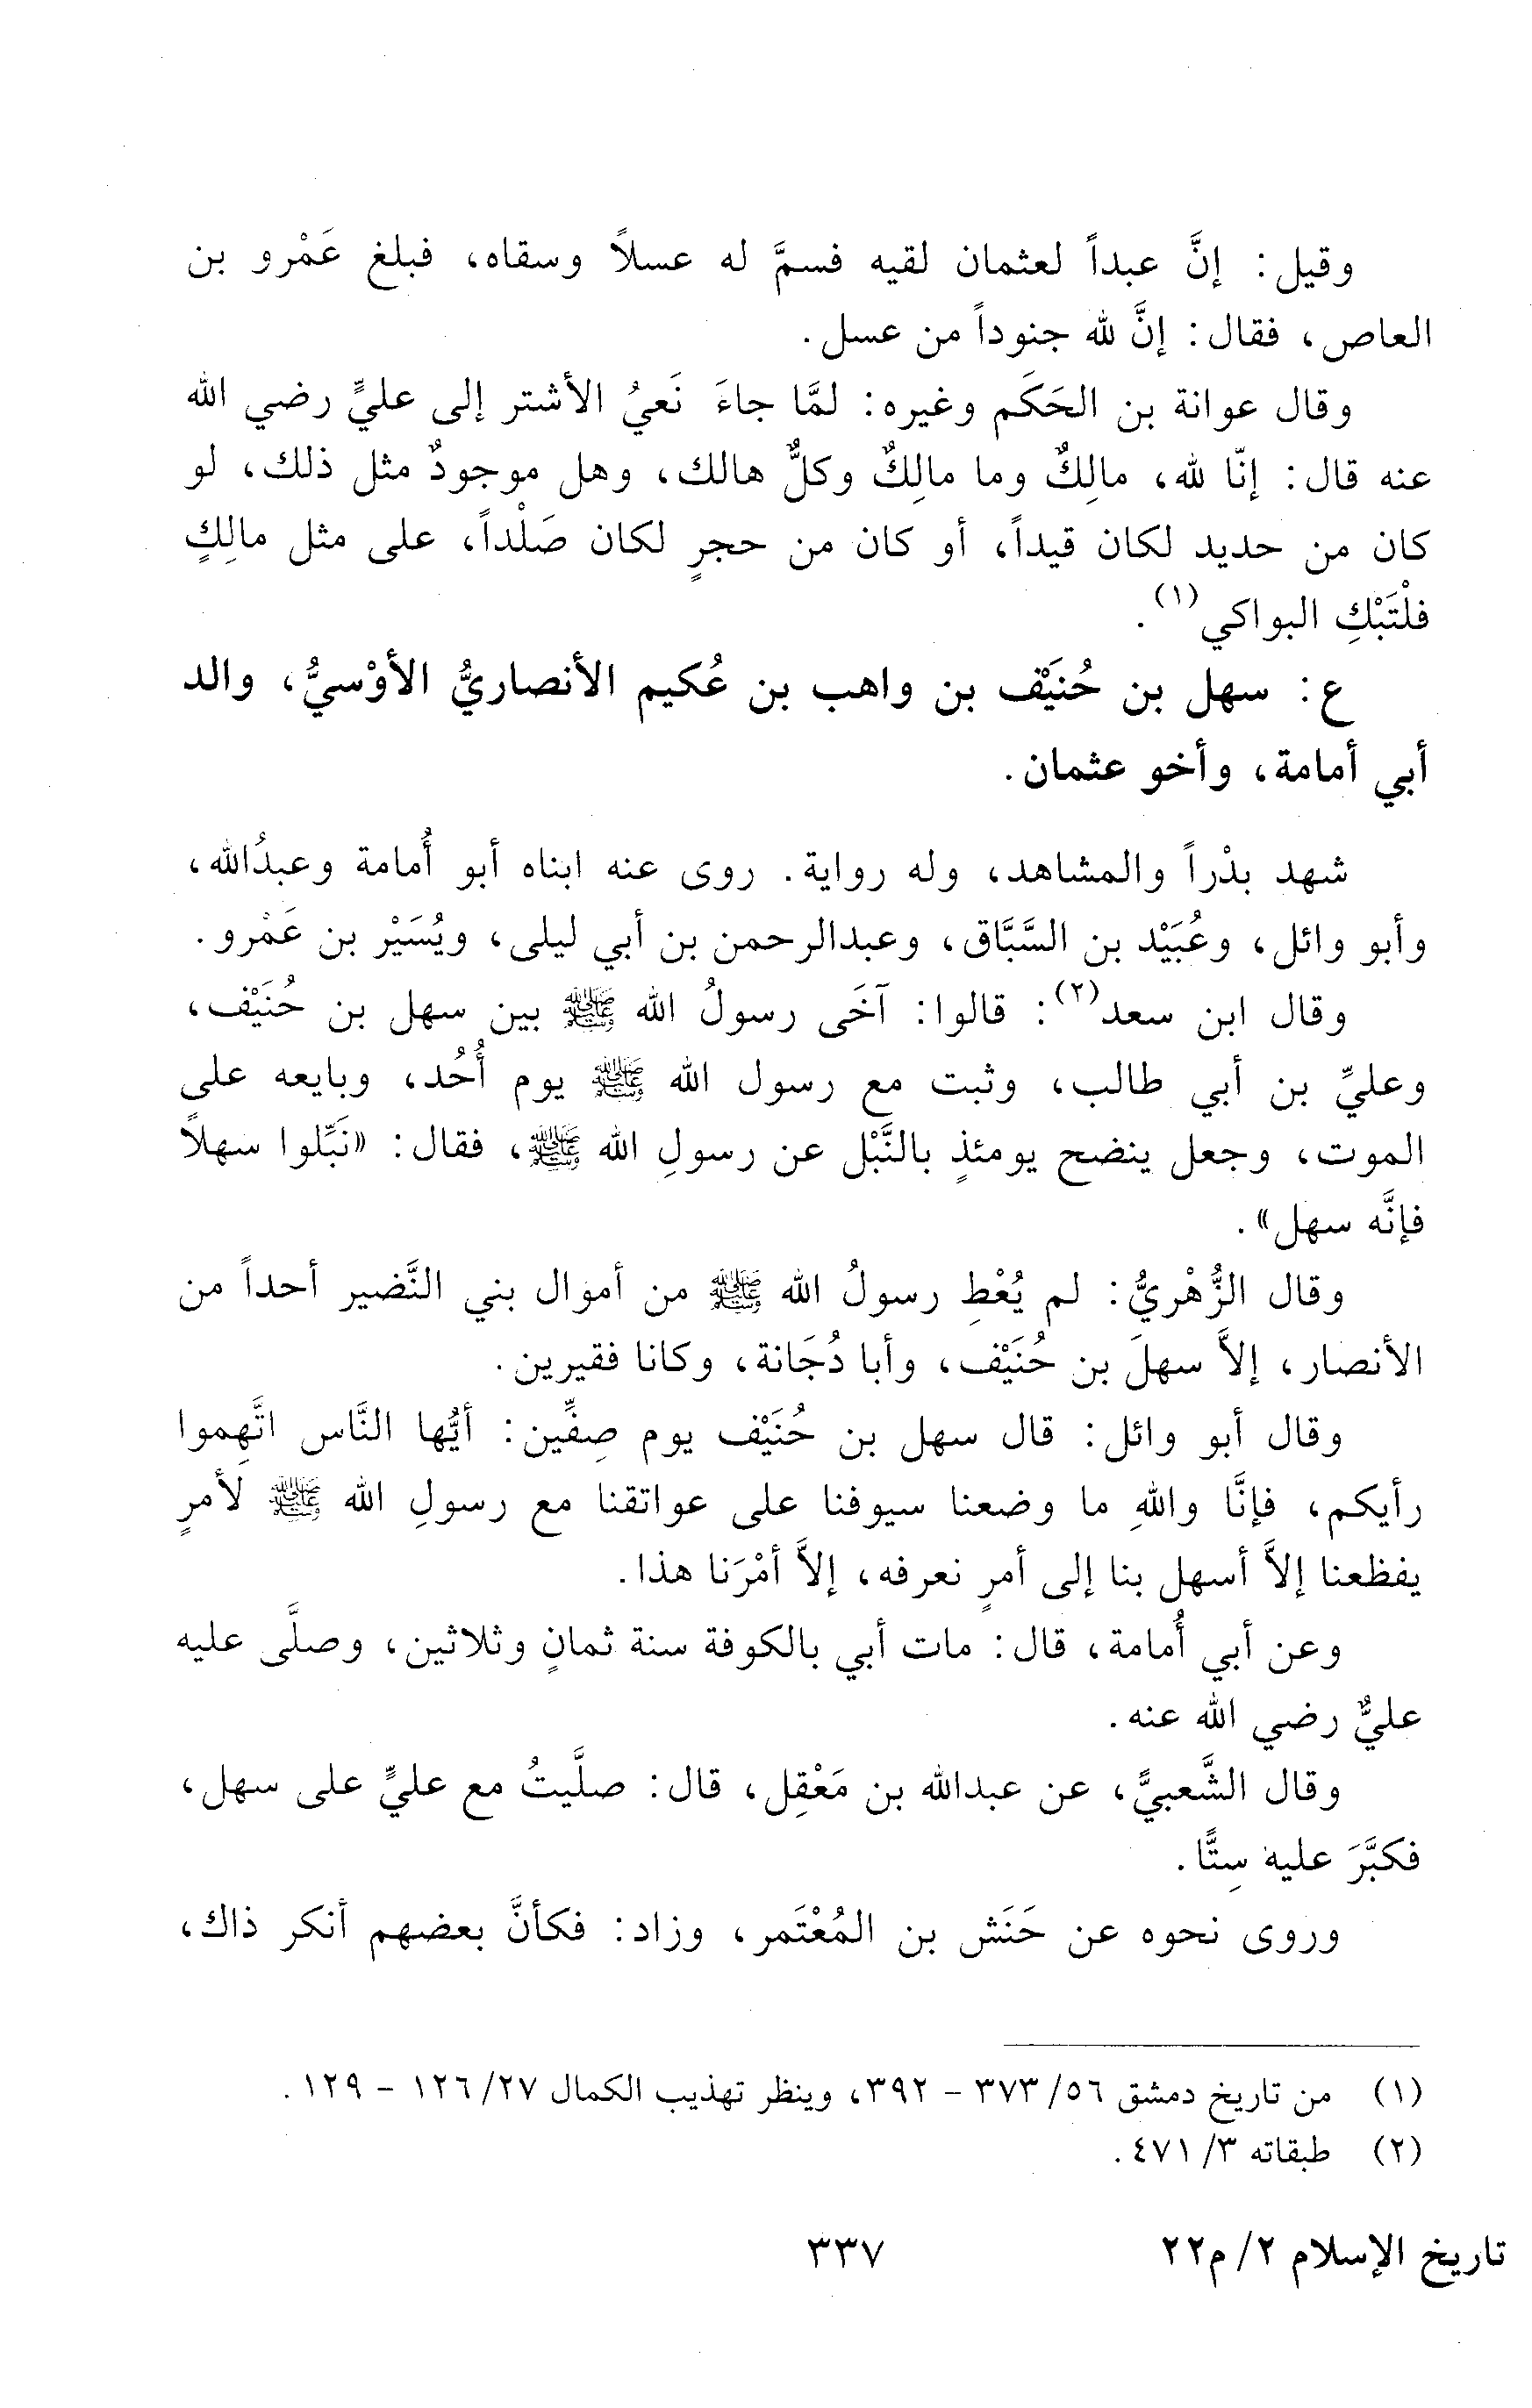 وقيل: إنَّ عبداً لعثمان لقيه فسمَّ له عسلاً وسقاه، فبلغ عَمْرو بن
العاص، فقال: إنَّ لله جنوداً من عسل.
وقال عوانة بن الحَكَم وغيره: لمَّا جاءَ نَعيُ الأشتر إلى عليٍّ رضي الله
عنه قال: إنّا لله، مالِكٌ وما مالِكٌ وكلٌّ هالك، وهل موجودٌ مثل ذلك، لو
كان من حديد لكان قيداً، أو كان من حجرٍ لكان صَلْداً، على مثل مالِكٍ
فلْتَبْكِ البواكي(١).
ع: سهل بن حُنَيْف بن واهب بن عُكيم الأنصاريُّ الأوْسيُّ، والد
أبي أمامة، وأخو عثمان.
شهد بدْراً والمشاهد، وله رواية. روى عنه ابناه أبو أُمامة وعبدُالله،
وأبو وائل، وعُبَيْد بن السَّبَّاق، وعبدالرحمن بن أبي ليلى، ويُسَيْر بن عَمْرو.
وقال ابن سعد(٢): قالوا: آخَى رسولُ الله ﷺ بين سهل بن حُنَيْف،
وعليِّ بن أبي طالب، وثبت مع رسول الله ﷺ يوم أُحُد، وبايعه على
الموت، وجعل ينضح يومئذٍ بالنَّبْل عن رسولِ الله ﷺ، فقال: «نَبِّلوا سهلاً
فإنَّه سهل».
وقال الزُّهْريُّ: لم يُعْطِ رسولُ الله ﷺ من أموال بني النَّضير أحداً من
الأنصار، إلاَّ سهلَ بن حُنَيْف، وأبا دُجَانة، وكانا فقيرين.
وقال أبو وائل: قال سهل بن حُنَيْف يوم صِفِّين: أيُّها النَّاس اتَّهِموا
رأيكم، فإنَّا واللهِ ما وضعنا سيوفنا على عواتقنا مع رسولِ الله ﷺ لأمرٍ
يفظعنا إلاَّ أسهل بنا إلى أمرٍ نعرفه، إلاَّ أمْرَنا هذا.
وعن أبي أُمامة، قال: مات أبي بالكوفة سنة ثمانٍ وثلاثين، وصلَّى عليه
عليٌّ رضي الله عنه.
وقال الشَّعبيُّ، عن عبدالله بن مَعْقِل، قال: صلَّيتُ مع عليٍّ على سهل،
فكبَّرَ عليه سِتًّا.
وروى نحوه عن حَنَش بن المُعْتَمر، وزاد: فكأنَّ بعضهم أنكر ذاك،
(١) من تاريخ دمشق ٥٦/ ٣٧٣ - ٣٩٢، وينظر تهذيب الكمال ٢٧/ ١٢٦ - ١٢٩.
(٢) طبقاته ٣/ ٤٧١.
تاريخ الإسلام ٢/ م٢٢
٣٣٧